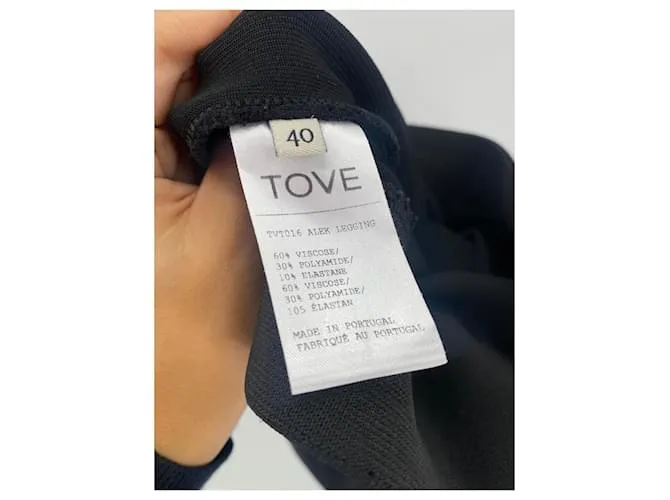 40
TOVE
TVT016 ALEK LEGGING
60% VISCOSE/
30% POLYAMIDE/
10% ELASTANE
60% VISCOSE/
30% POLYAMIDE/
105 ÉLASTAN
MADE IN PORTUGAL
FABRIQUÉ AU PORTUGAL